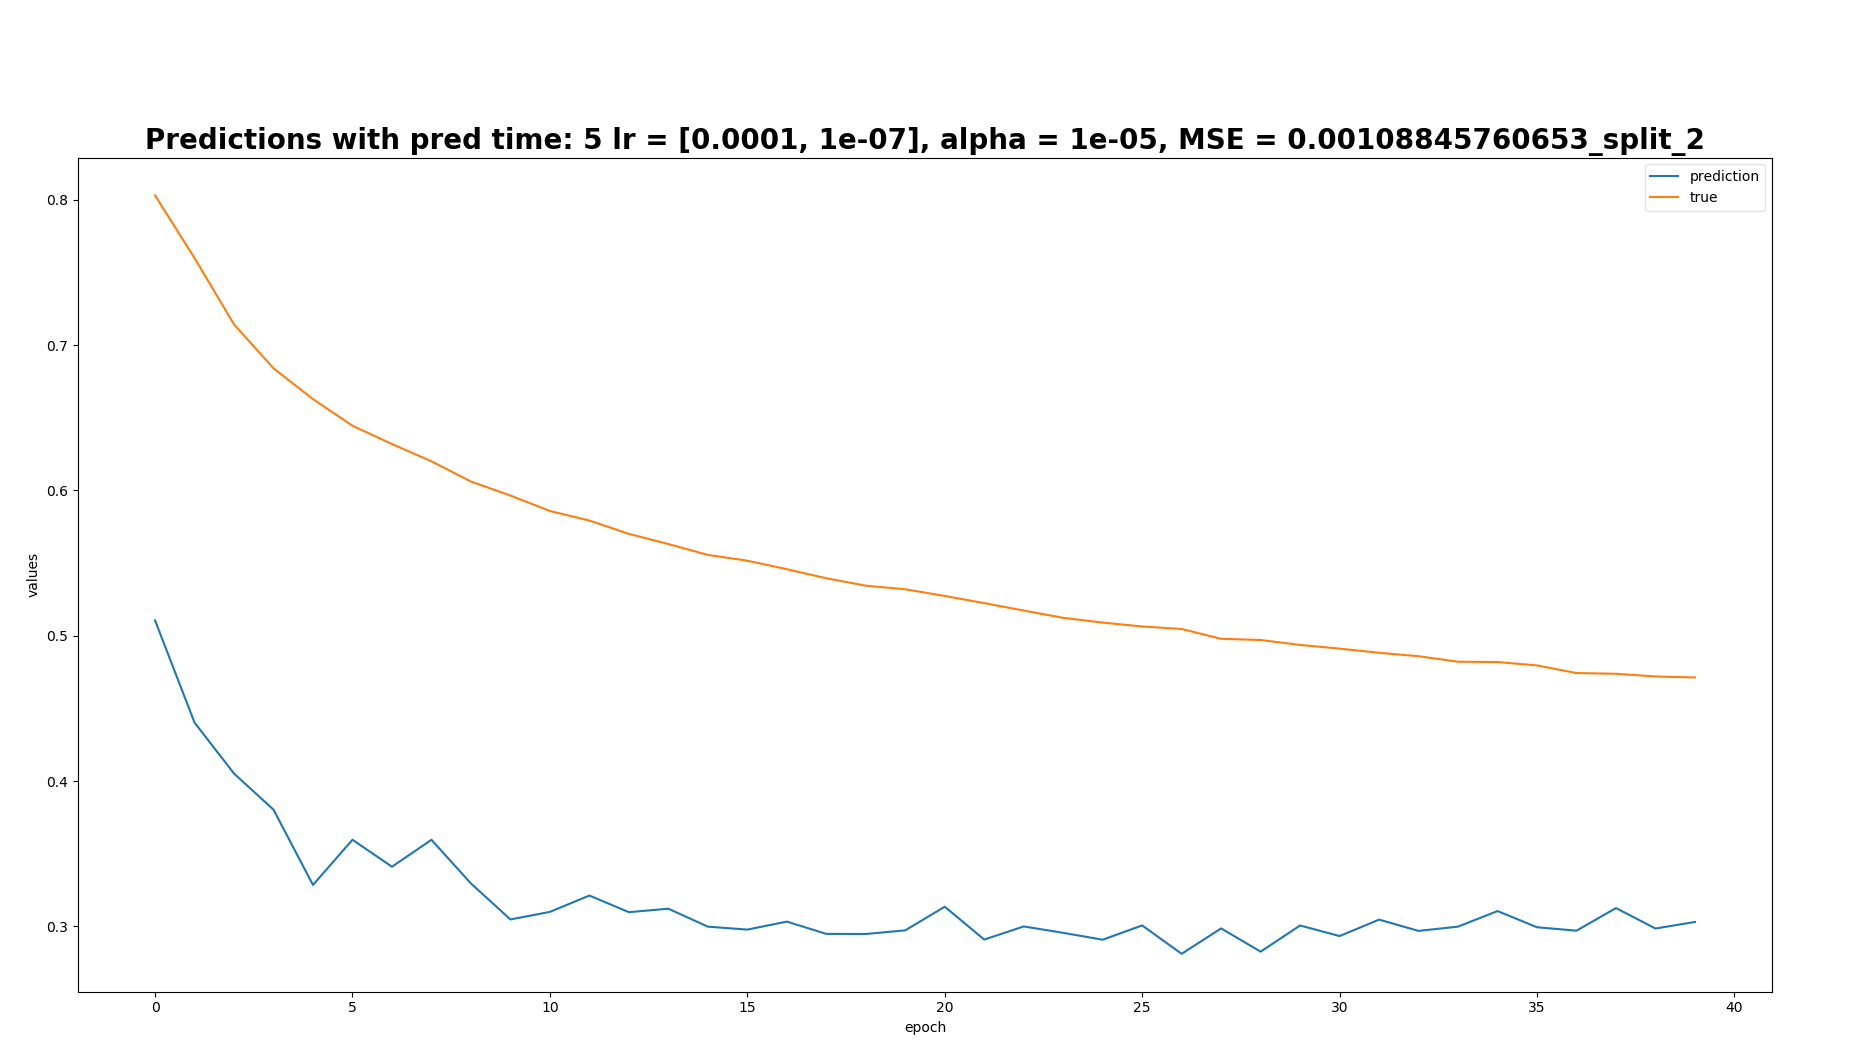 Predictions with pred time: 5 lr = [0.0001, 1e-07], alpha = 1e-05, MSE = 0.00108845760653_split_2
prediction
true
values
0.8
0.7
0.6
0.5
0.4
0.3
0 5 10 15 20 25 30 35 40
epoch